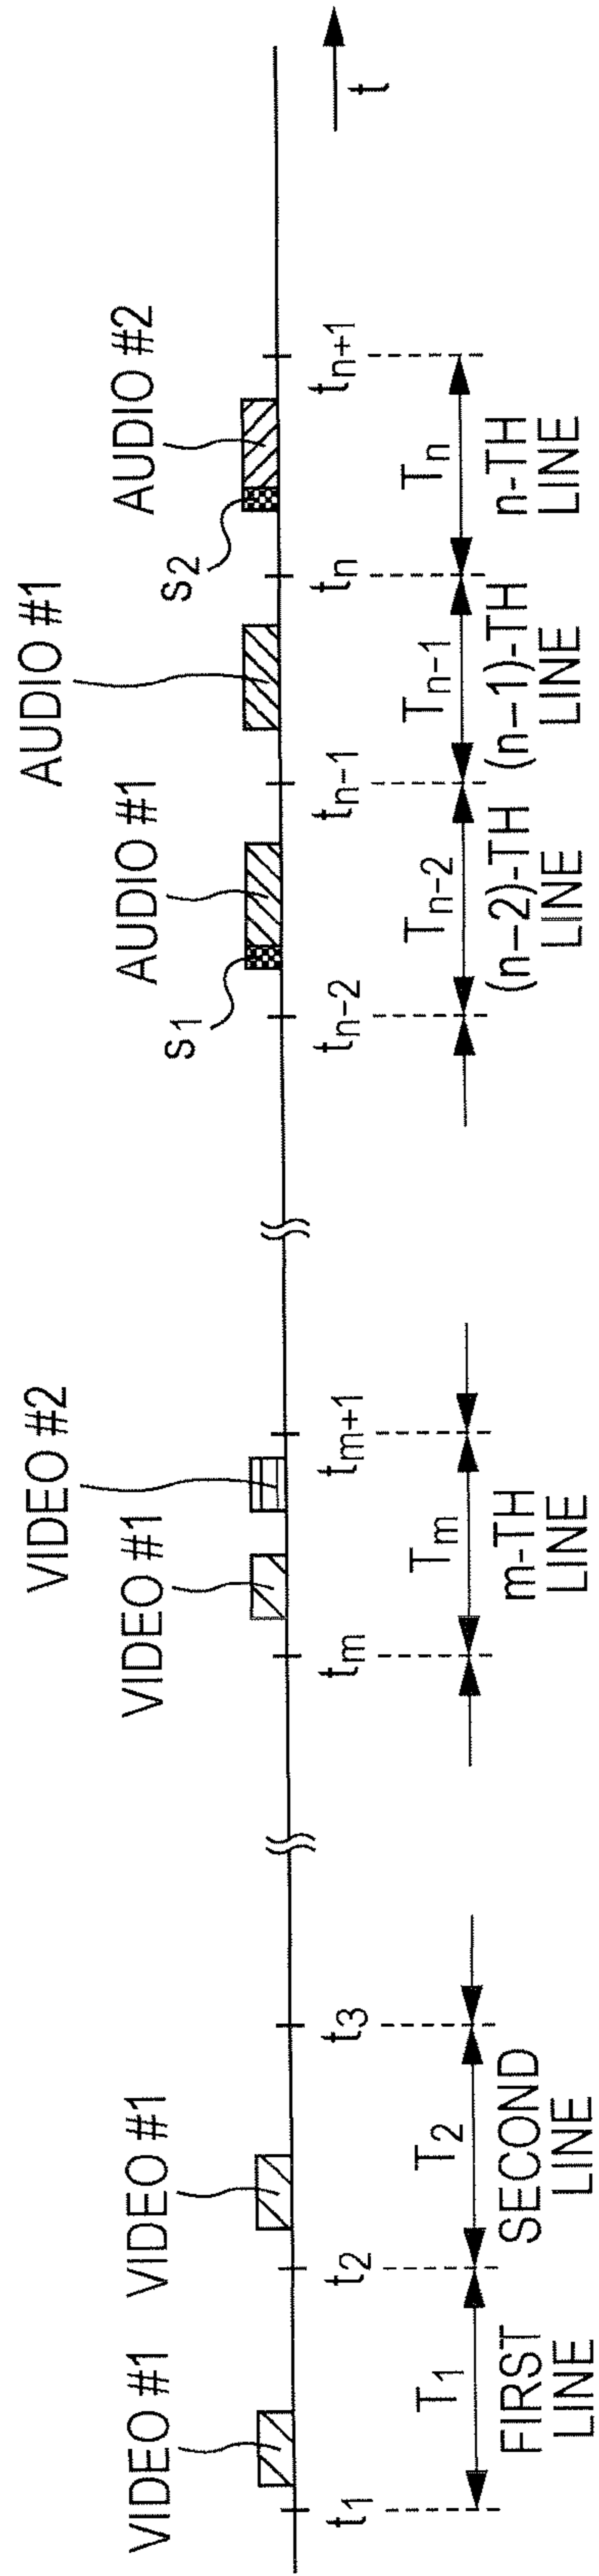 VIDEO #1
VIDEO #1
VIDEO #1
VIDEO #2
AUDIO #1
AUDIO #1
AUDIO #2
s1
s2
t1
t2
t3
tm
tm+1
tn-2
tn-1
tn
tn+1
t
T1
T2
Tm
Tn-2
Tn-1
Tn
FIRST
LINE
SECOND
LINE
m-TH
LINE
(n-2)-TH
LINE
(n-1)-TH
LINE
n-TH
LINE